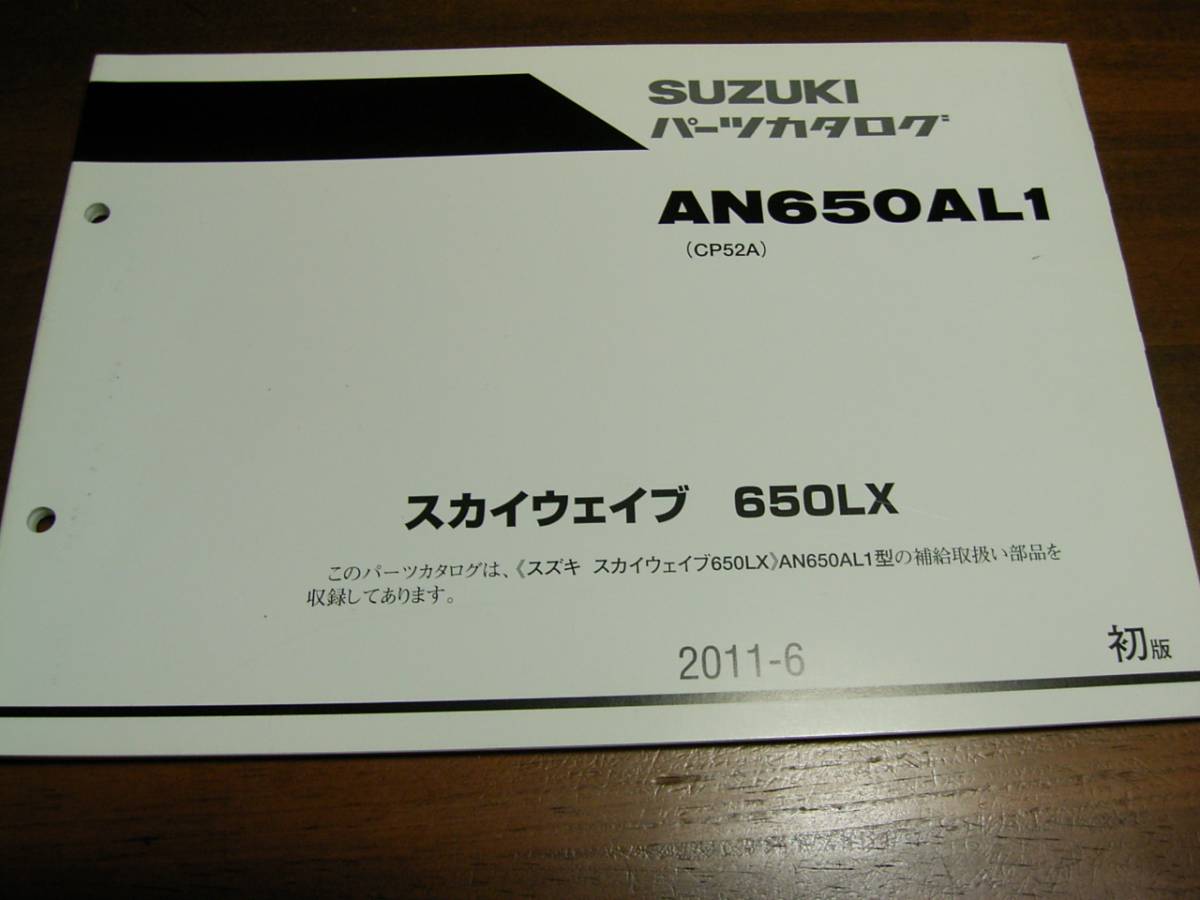 SUZUKI
パーツカタログ
AN650AL1
(CP52A)
スカイウェイブ 650LX
このパーツカタログは、《スズキ スカイウェイブ650LX》AN650AL1型の補給取扱い部品を
収録してあります。
2011-6
初版